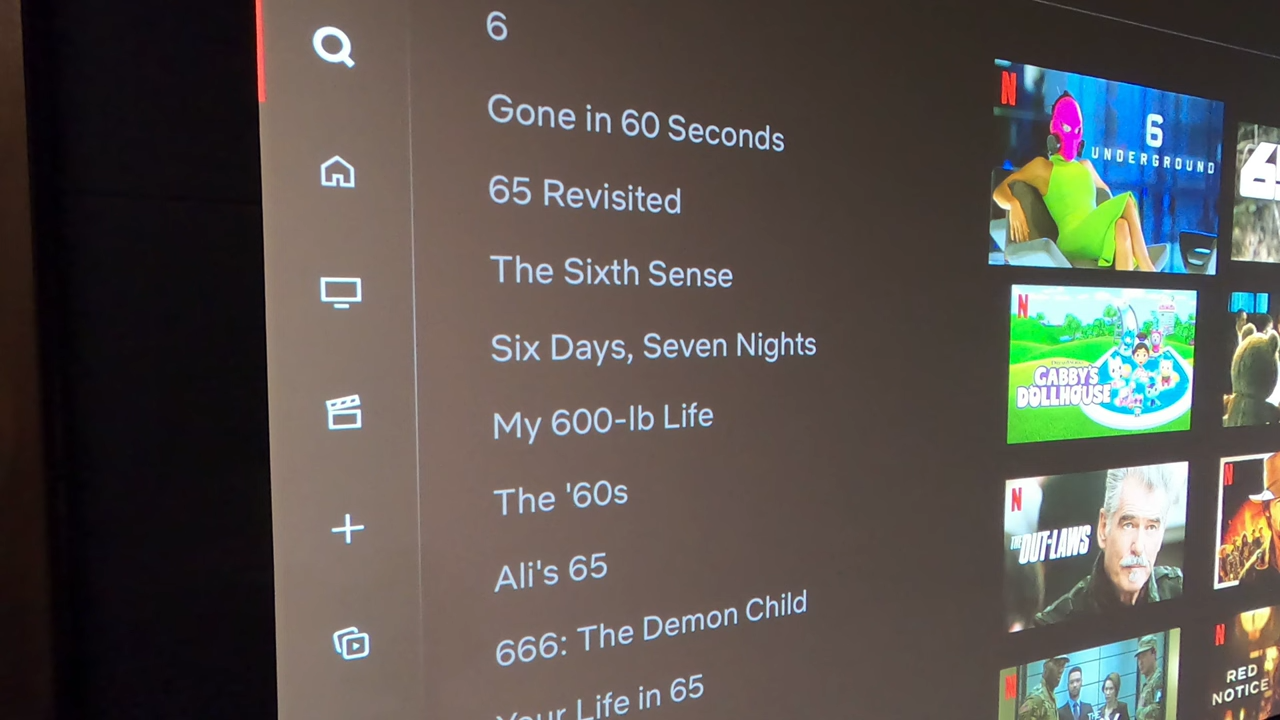 6
Gone in 60 Seconds
65 Revisited
The Sixth Sense
Six Days, Seven Nights
My 600-lb Life
The '60s
Ali's 65
666: The Demon Child
Your Life in 65
N
6
UNDERGROUND
65
N
GABBY'S
DOLLHOUSE
N
THE OUT-LAWS
N
N
THE
N
RED
NOTICE